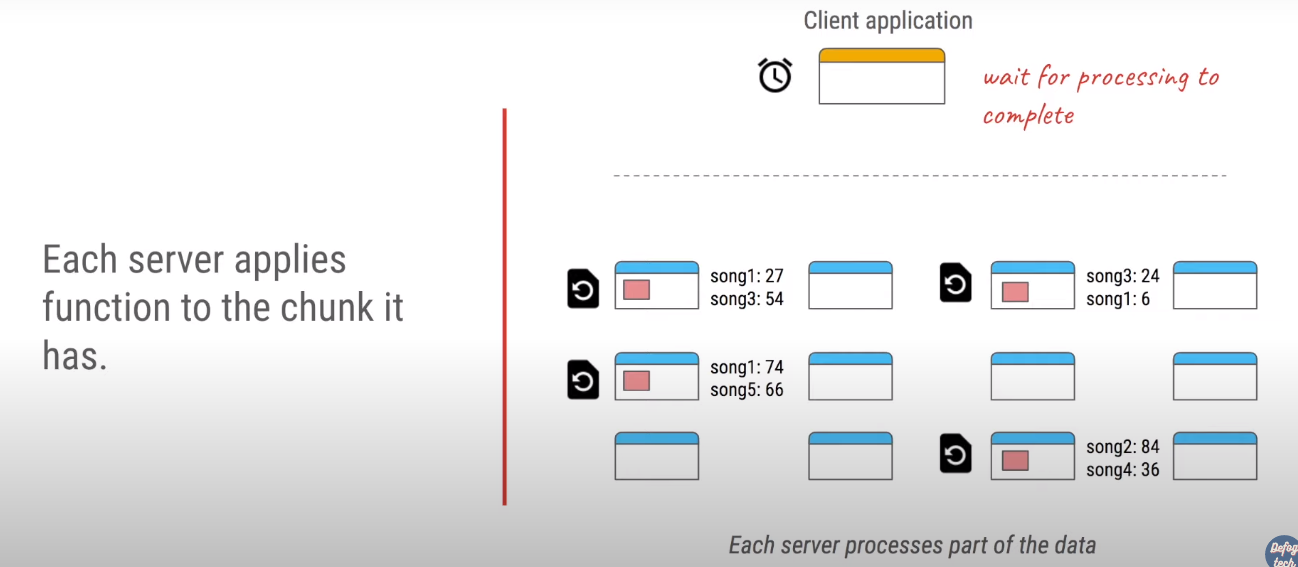 Client application
wait for processing to
complete
Each server applies
function to the chunk it
has.
song1: 27
song3: 54
song3: 24
song1: 6
song1: 74
song5: 66
song2: 84
song4: 36
Each server processes part of the data
Defog
tech